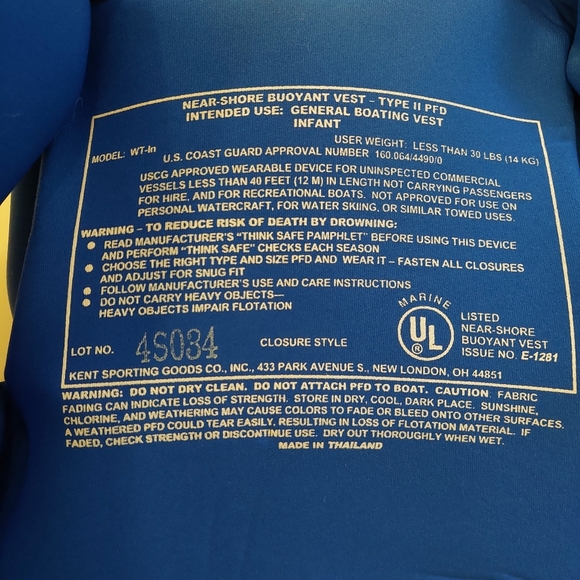 NEAR-SHORE BUOYANT VEST – TYPE II PFD
INTENDED USE: GENERAL BOATING VEST
INFANT
USER WEIGHT: LESS THAN 30 LBS (14 KG)
MODEL: WT-In
U.S. COAST GUARD APPROVAL NUMBER 160.064/4490/0
USCG APPROVED WEARABLE DEVICE FOR UNINSPECTED COMMERCIAL
VESSELS LESS THAN 40 FEET (12 M) IN LENGTH NOT CARRYING PASSENGERS
FOR HIRE, AND FOR RECREATIONAL BOATS. NOT APPROVED FOR USE ON
PERSONAL WATERCRAFT, FOR WATER SKIING, OR SIMILAR TOWED USES.
WARNING – TO REDUCE RISK OF DEATH BY DROWNING:
● READ MANUFACTURER'S "THINK SAFE PAMPHLET" BEFORE USING THIS DEVICE
AND PERFORM "THINK SAFE" CHECKS EACH SEASON
● CHOOSE THE RIGHT TYPE AND SIZE PFD AND WEAR IT – FASTEN ALL CLOSURES
AND ADJUST FOR SNUG FIT
● FOLLOW MANUFACTURER'S USE AND CARE INSTRUCTIONS
● DO NOT CARRY HEAVY OBJECTS—
HEAVY OBJECTS IMPAIR FLOTATION
MARINE
UL
LISTED
NEAR-SHORE
BUOYANT VEST
ISSUE NO. E-1281
LOT NO. 4S034 CLOSURE STYLE
KENT SPORTING GOODS CO., INC., 433 PARK AVENUE S., NEW LONDON, OH 44851
WARNING: DO NOT DRY CLEAN. DO NOT ATTACH PFD TO BOAT. CAUTION: FABRIC
FADING CAN INDICATE LOSS OF STRENGTH. STORE IN DRY, COOL, DARK PLACE. SUNSHINE,
CHLORINE, AND WEATHERING MAY CAUSE COLORS TO FADE OR BLEED ONTO OTHER SURFACES.
A WEATHERED PFD COULD TEAR EASILY. RESULTING IN LOSS OF FLOTATION MATERIAL. IF
FADED, CHECK STRENGTH OR DISCONTINUE USE. DRY OUT THOROUGHLY WHEN WET.
MADE IN THAILAND